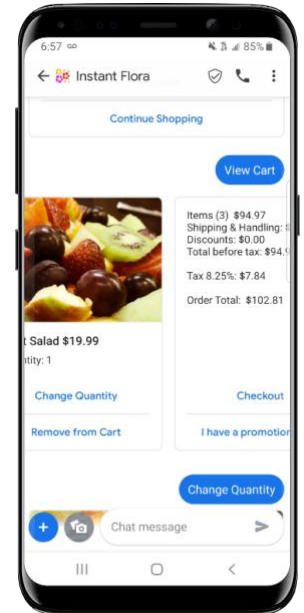 6:57
85%
Instant Flora
Continue Shopping
View Cart
t Salad $19.99
ntity: 1
Change Quantity
Remove from Cart
Items (3) $94.97
Shipping & Handling: $
Discounts: $0.00
Total before tax: $94.9
Tax 8.25%: $7.84
Order Total: $102.81
Checkout
I have a promotion
Change Quantity
Chat message